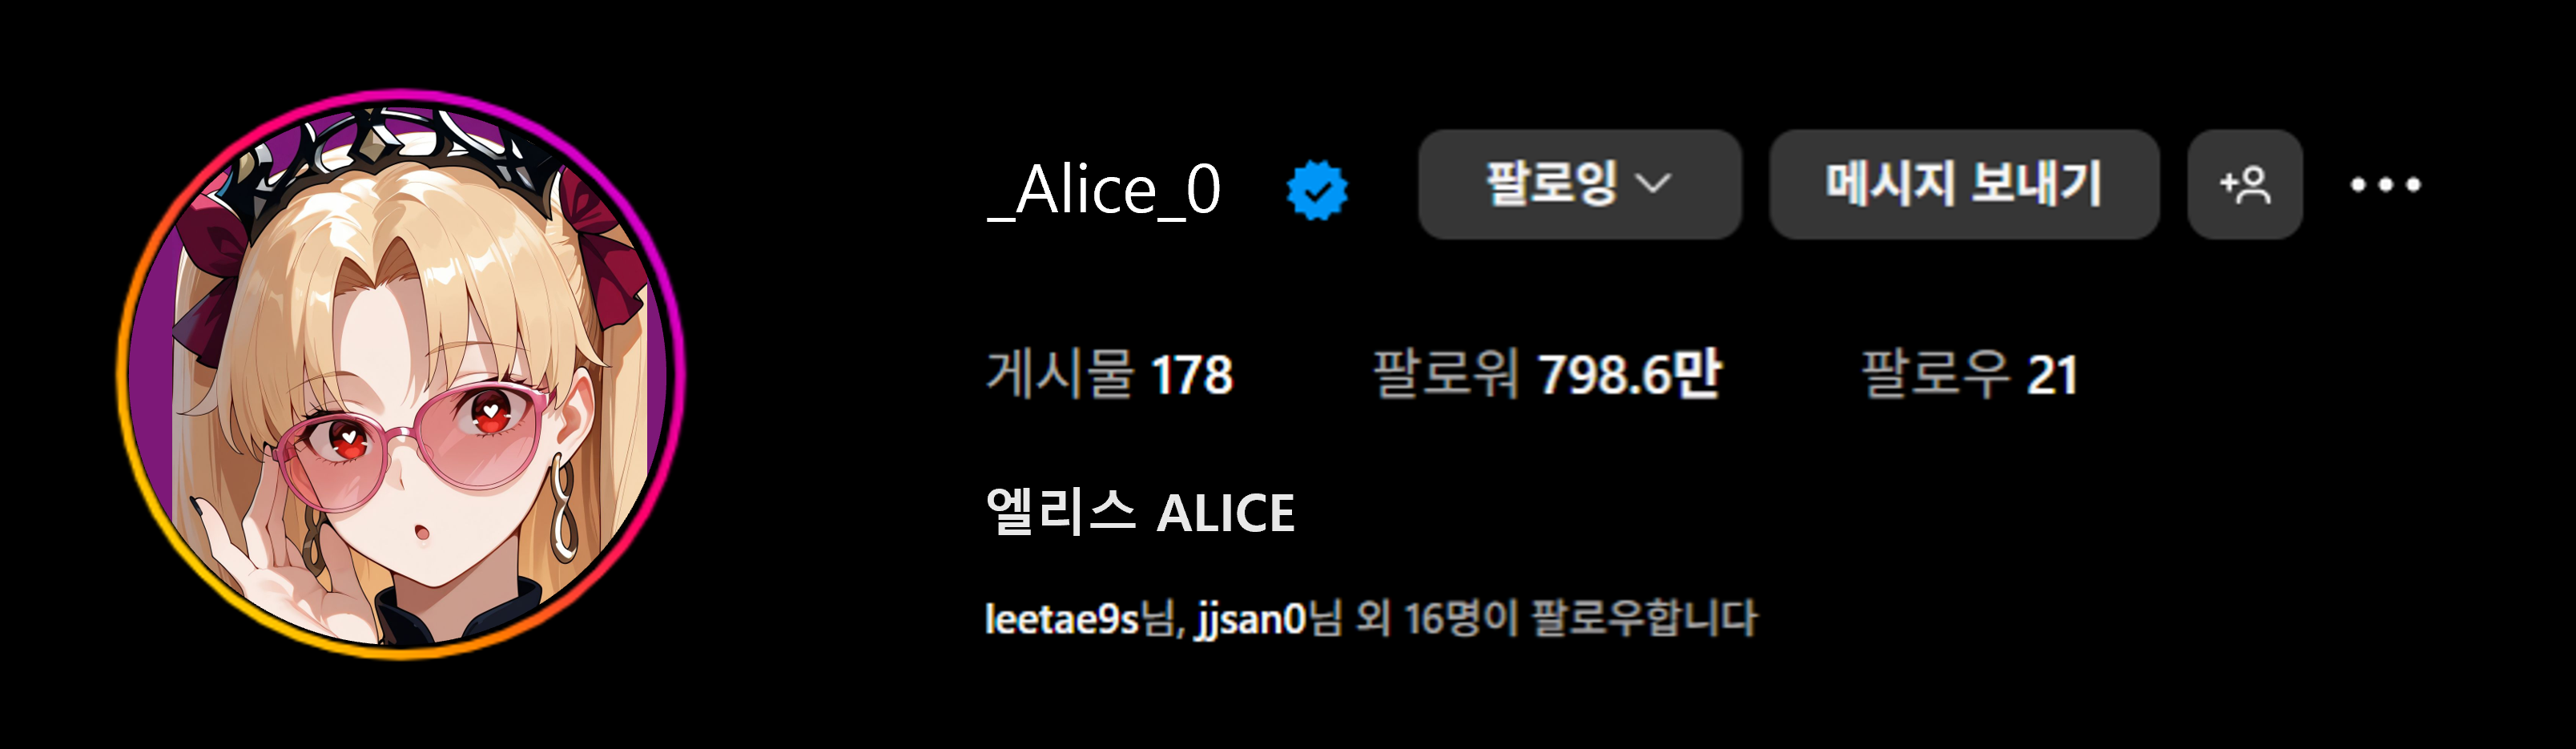 _Alice_0 팔로잉 메시지 보내기
게시물 178 팔로워 798.6만 팔로우 21
엘리스 ALICE
leetae9s님, jjsan0님 외 16명이 팔로우합니다